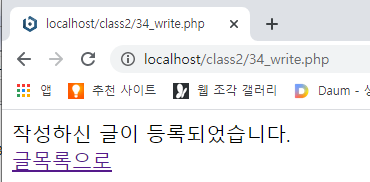 localhost/class2/34_write.php
localhost/class2/34_write.php
앱 추천 사이트 웹 조각 갤러리 Daum - 생
작성하신 글이 등록되었습니다.
글목록으로